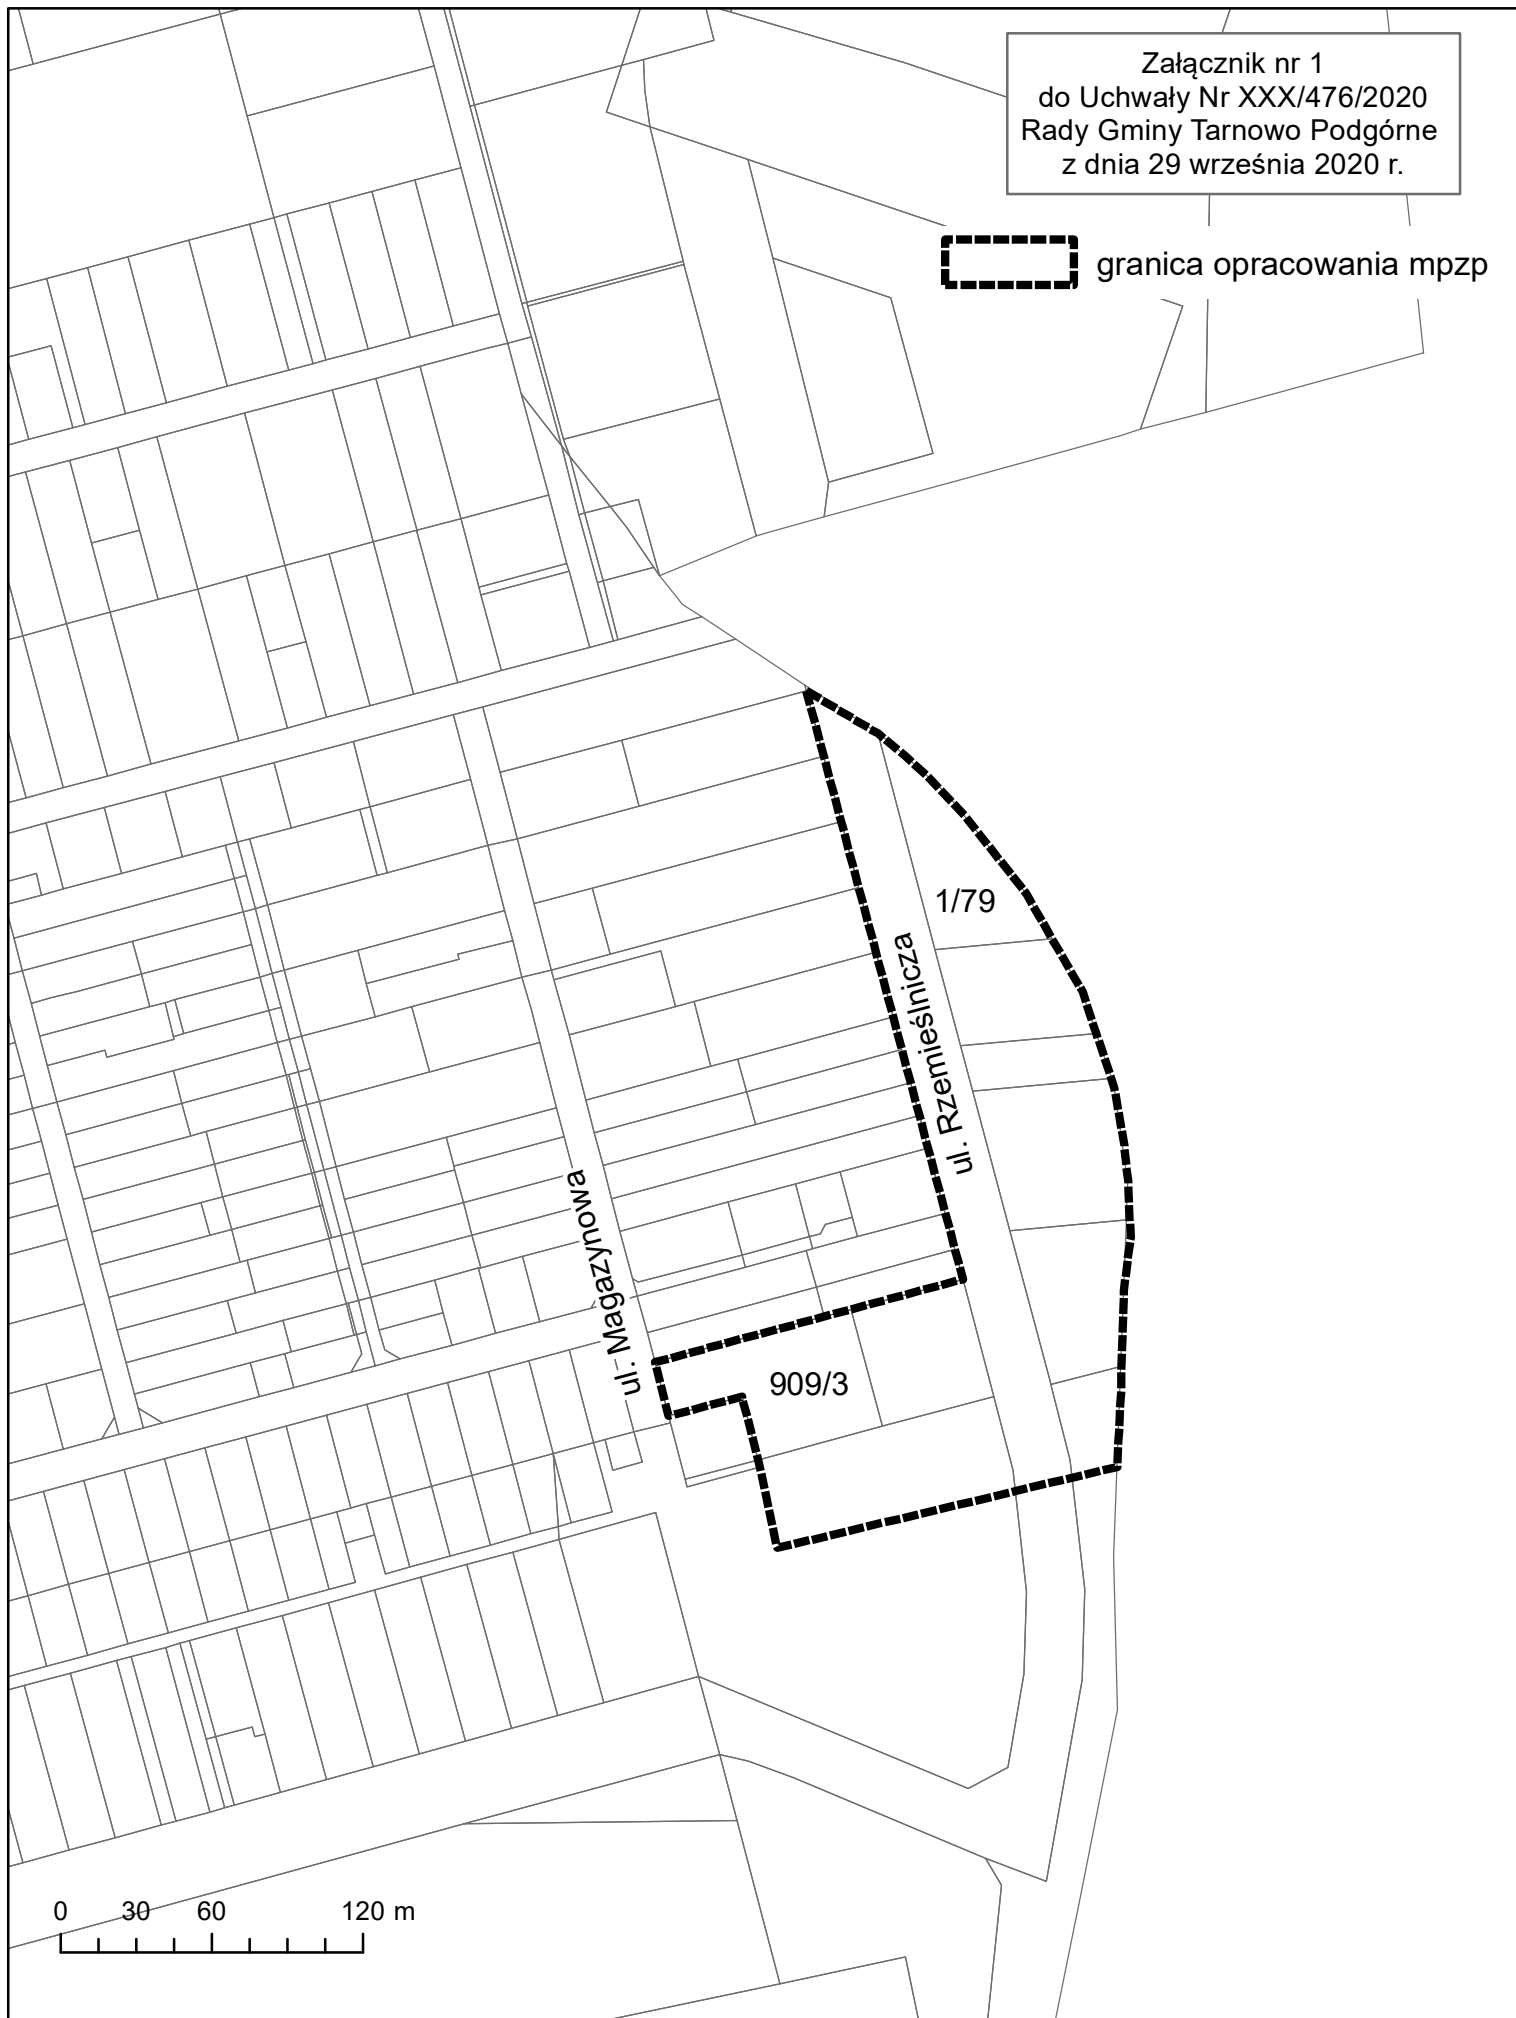 Załącznik nr 1
do Uchwały Nr XXX/476/2020
Rady Gminy Tarnowo Podgórne
z dnia 29 września 2020 r.
granica opracowania mpzp
1/79
ul. Rzemieślnicza
ul. Magazynowa
909/3
0 30 60 120 m